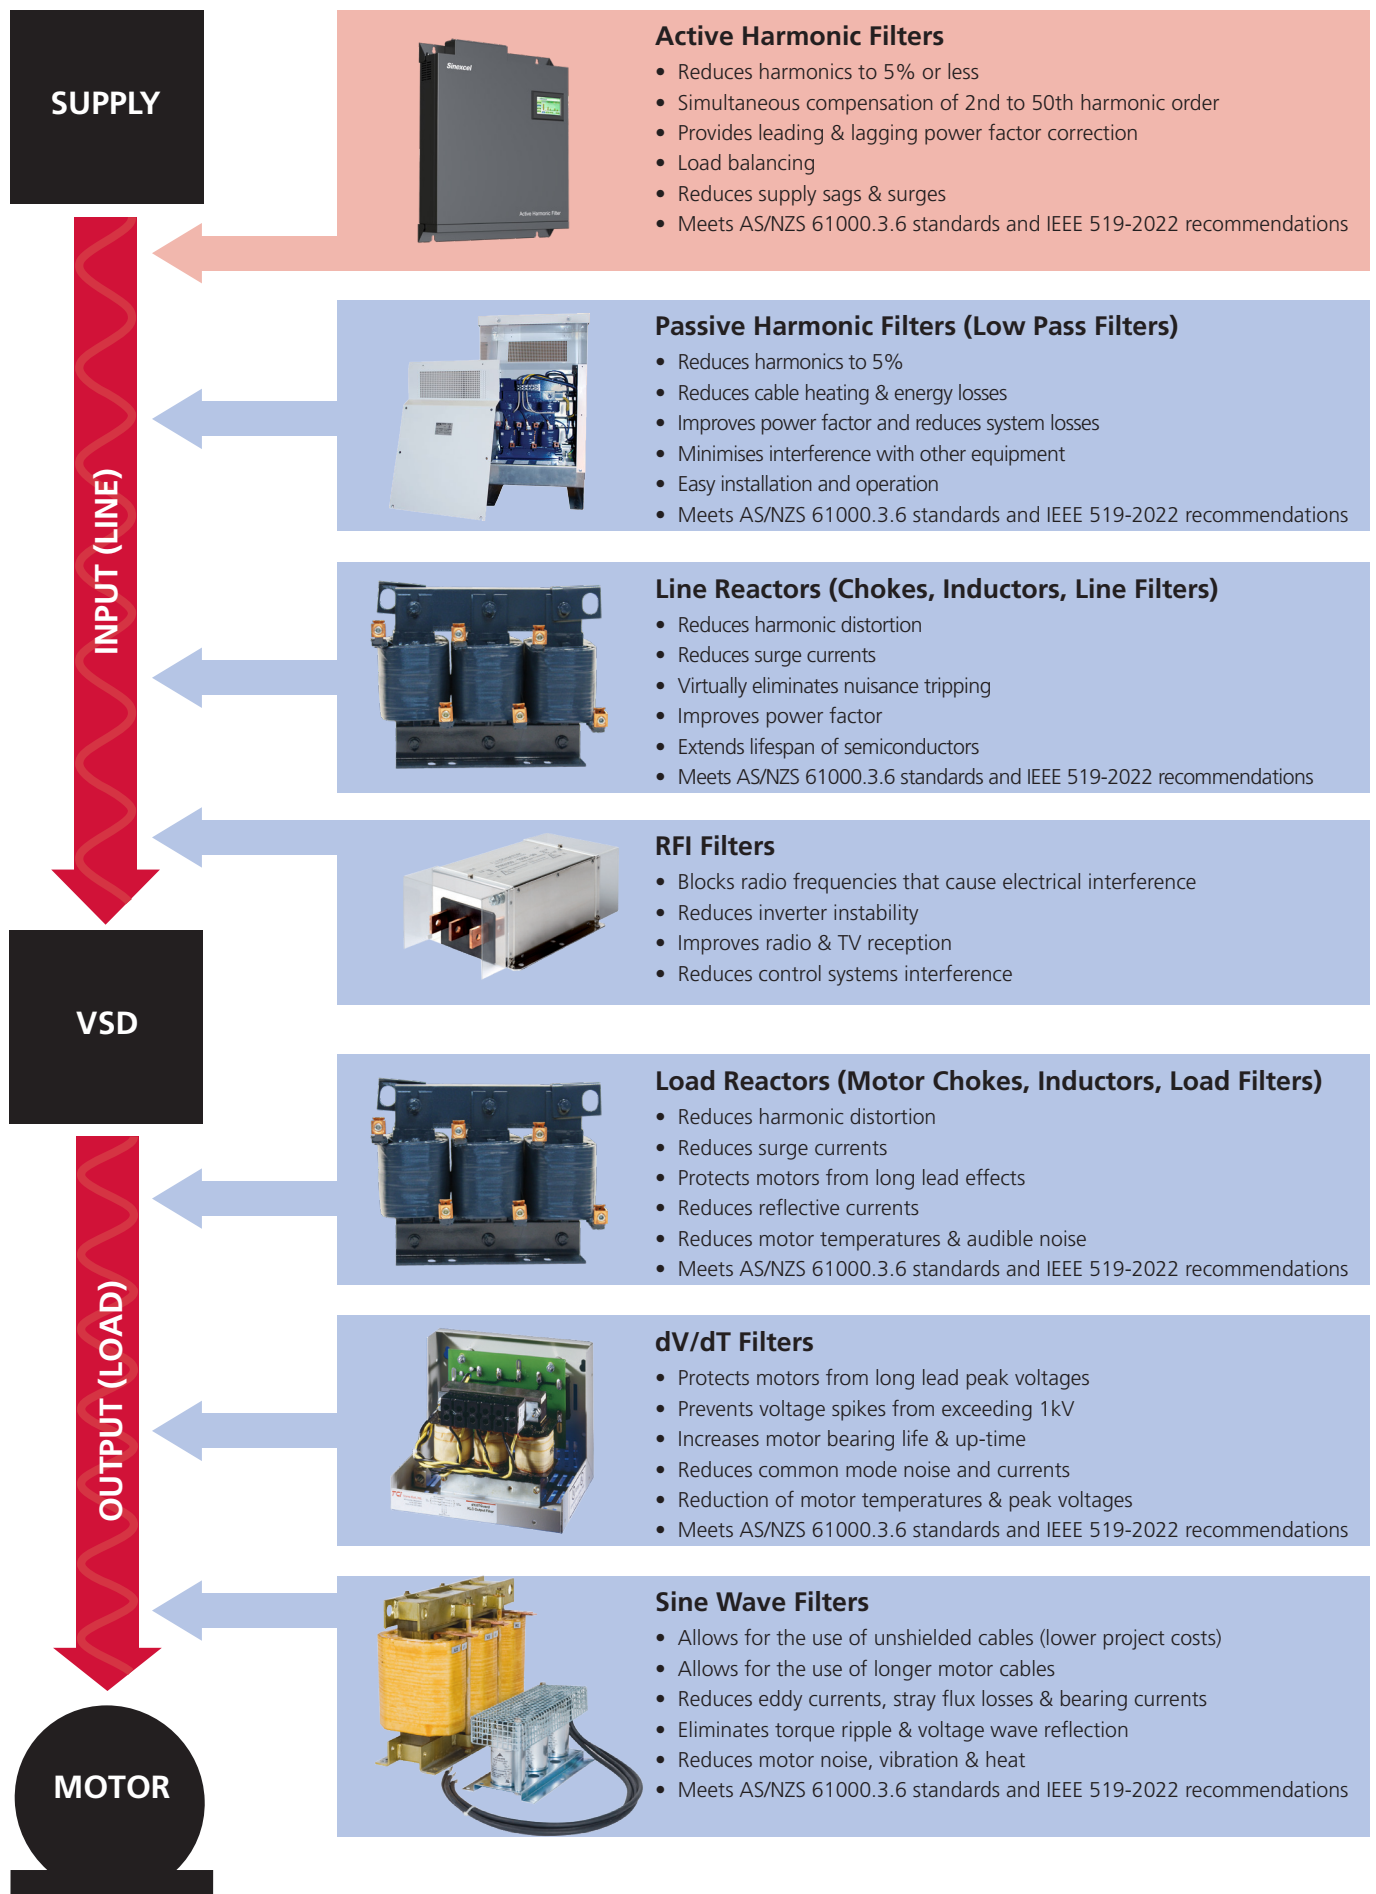 SUPPLY
Sinexcel
Active Harmonic Filter
Active Harmonic Filters
• Reduces harmonics to 5% or less
• Simultaneous compensation of 2nd to 50th harmonic order
• Provides leading & lagging power factor correction
• Load balancing
• Reduces supply sags & surges
• Meets AS/NZS 61000.3.6 standards and IEEE 519-2022 recommendations
INPUT (LINE)
Passive Harmonic Filters (Low Pass Filters)
• Reduces harmonics to 5%
• Reduces cable heating & energy losses
• Improves power factor and reduces system losses
• Minimises interference with other equipment
• Easy installation and operation
• Meets AS/NZS 61000.3.6 standards and IEEE 519-2022 recommendations
Line Reactors (Chokes, Inductors, Line Filters)
• Reduces harmonic distortion
• Reduces surge currents
• Virtually eliminates nuisance tripping
• Improves power factor
• Extends lifespan of semiconductors
• Meets AS/NZS 61000.3.6 standards and IEEE 519-2022 recommendations
RFI Filters
• Blocks radio frequencies that cause electrical interference
• Reduces inverter instability
• Improves radio & TV reception
• Reduces control systems interference
VSD
Load Reactors (Motor Chokes, Inductors, Load Filters)
• Reduces harmonic distortion
• Reduces surge currents
• Protects motors from long lead effects
• Reduces reflective currents
• Reduces motor temperatures & audible noise
• Meets AS/NZS 61000.3.6 standards and IEEE 519-2022 recommendations
OUTPUT (LOAD)
dV/dT Filters
• Protects motors from long lead peak voltages
• Prevents voltage spikes from exceeding 1kV
• Increases motor bearing life & up-time
• Reduces common mode noise and currents
• Reduction of motor temperatures & peak voltages
• Meets AS/NZS 61000.3.6 standards and IEEE 519-2022 recommendations
TCI
Sine Wave Filters
• Allows for the use of unshielded cables (lower project costs)
• Allows for the use of longer motor cables
• Reduces eddy currents, stray flux losses & bearing currents
• Eliminates torque ripple & voltage wave reflection
• Reduces motor noise, vibration & heat
• Meets AS/NZS 61000.3.6 standards and IEEE 519-2022 recommendations
MOTOR